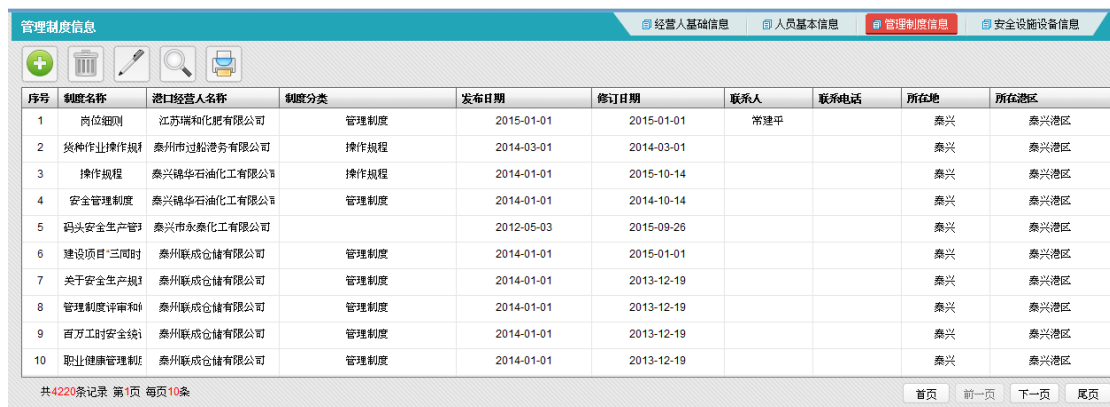 管理制度信息 经营人基础信息 人员基本信息 管理制度信息 安全设施设备信息
序号 制度名称 港口经营人名称 制度分类 发布日期 修订日期 联系人 联系电话 所在地 所在港区
1 岗位细则 江苏瑞和化肥有限公司 管理制度 2015-01-01 2015-01-01 常建平 泰兴 泰兴港区
2 货种作业操作规 泰州市过船港务有限公司 操作规程 2014-03-01 2014-03-01 泰兴 泰兴港区
3 操作规程 泰兴锦华石油化工有限公司 操作规程 2014-01-01 2015-10-14 泰兴 泰兴港区
4 安全管理制度 泰兴锦华石油化工有限公司 管理制度 2014-01-01 2014-10-14 泰兴 泰兴港区
5 码头安全生产管 泰兴市永泰化工有限公司 2012-05-03 2015-09-26 泰兴 泰兴港区
6 建设项目"三同时 泰州联成仓储有限公司 管理制度 2014-01-01 2015-01-01 泰兴 泰兴港区
7 关于安全生产规 泰州联成仓储有限公司 管理制度 2014-01-01 2013-12-19 泰兴 泰兴港区
8 管理制度评审和 泰州联成仓储有限公司 管理制度 2014-01-01 2013-12-19 泰兴 泰兴港区
9 百万工时安全统 泰州联成仓储有限公司 管理制度 2014-01-01 2013-12-19 泰兴 泰兴港区
10 职业健康管理制 泰州联成仓储有限公司 管理制度 2014-01-01 2013-12-19 泰兴 泰兴港区
共4220条记录 第1页 每页10条 首页 前一页 下一页 尾页